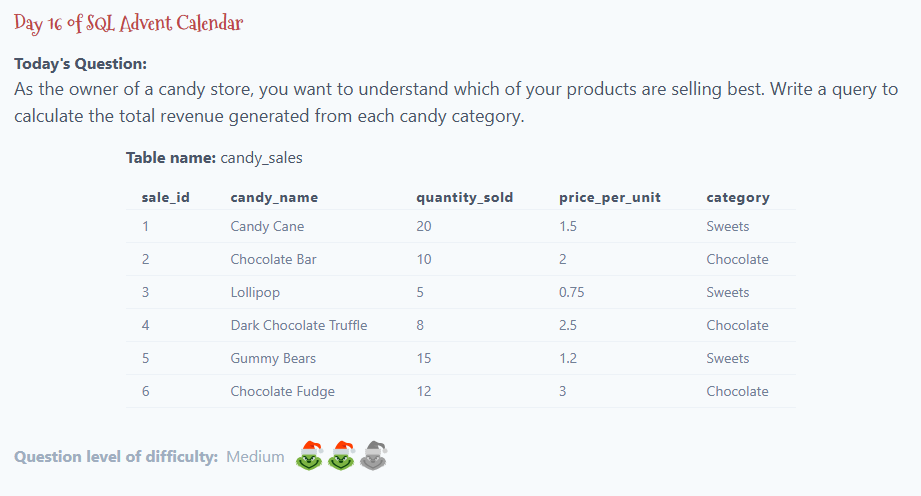 Day 16 of SQL Advent Calendar
Today's Question:
As the owner of a candy store, you want to understand which of your products are selling best. Write a query to
calculate the total revenue generated from each candy category.
Table name: candy_sales
sale_id candy_name quantity_sold price_per_unit category
1 Candy Cane 20 1.5 Sweets
2 Chocolate Bar 10 2 Chocolate
3 Lollipop 5 0.75 Sweets
4 Dark Chocolate Truffle 8 2.5 Chocolate
5 Gummy Bears 15 1.2 Sweets
6 Chocolate Fudge 12 3 Chocolate
Question level of difficulty: Medium